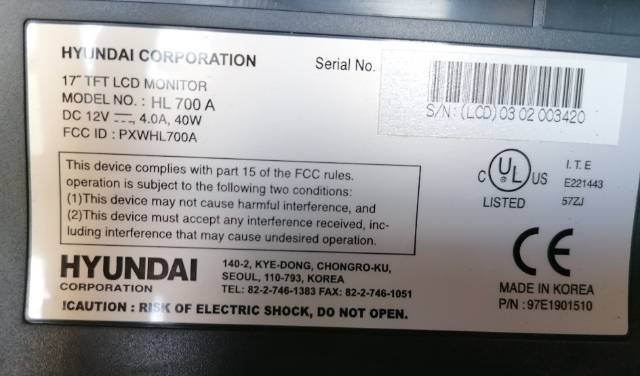 HYUNDAI CORPORATION
17" TFT LCD MONITOR
MODEL NO. : HL 700 A
DC 12V ⎓, 4.0A, 40W
FCC ID : PXWHL700A
Serial No.
S/N: (LCD)03 02 003420
This device complies with part 15 of the FCC rules.
operation is subject to the following two conditions:
(1)This device may not cause harmful interference, and
(2)This device must accept any interference received, inc-
luding interference that may cause undesired operation.
C UL US
LISTED
I.T.E
E221443
57ZJ
CE
HYUNDAI
CORPORATION
140-2, KYE-DONG, CHONGRO-KU,
SEOUL, 110-793, KOREA
TEL: 82-2-746-1383 FAX: 82-2-746-1051
MADE IN KOREA
P/N : 97E1901510
!CAUTION : RISK OF ELECTRIC SHOCK, DO NOT OPEN.